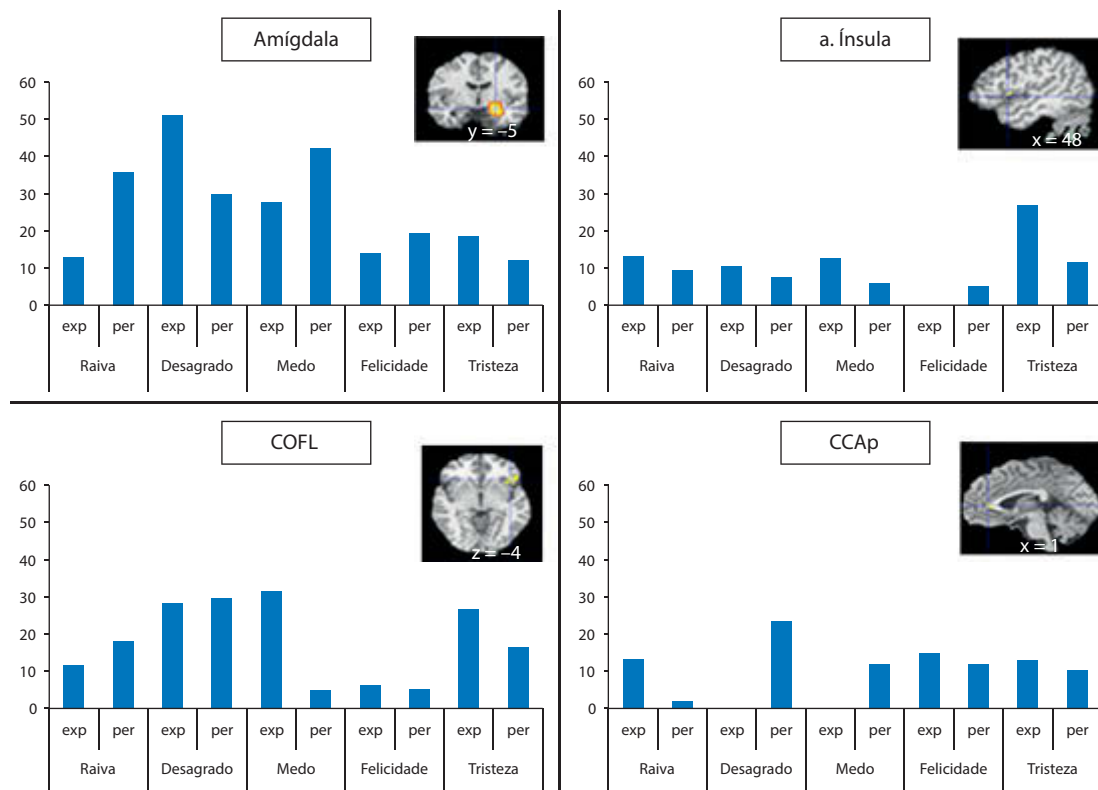 Amígdala
y = –5
60
50
40
30
20
10
0
exp per exp per exp per exp per exp per
Raiva Desagrado Medo Felicidade Tristeza
a. Ínsula
x = 48
60
50
40
30
20
10
0
exp per exp per exp per exp per exp per
Raiva Desagrado Medo Felicidade Tristeza
COFL
z = –4
60
50
40
30
20
10
0
exp per exp per exp per exp per exp per
Raiva Desagrado Medo Felicidade Tristeza
CCAp
x = 1
60
50
40
30
20
10
0
exp per exp per exp per exp per exp per
Raiva Desagrado Medo Felicidade Tristeza